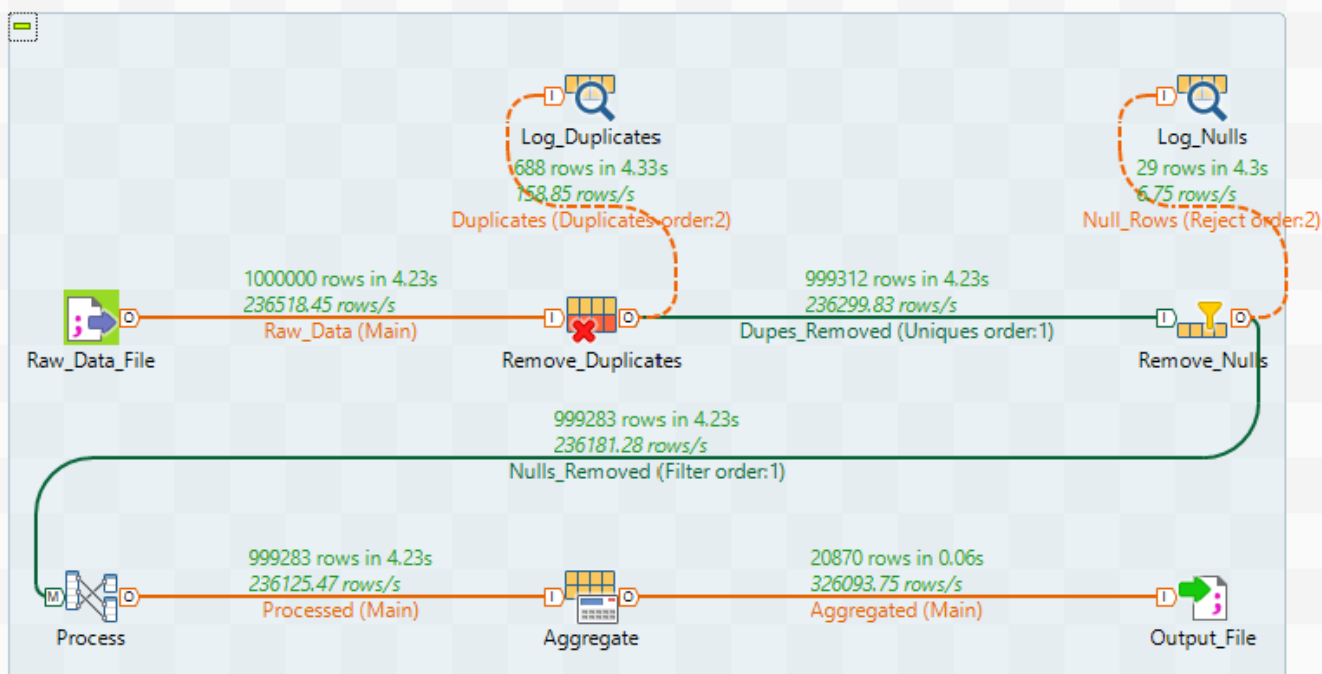 Log_Duplicates
688 rows in 4.33s
158.85 rows/s
Duplicates (Duplicates order:2)
Log_Nulls
29 rows in 4.3s
6.75 rows/s
Null_Rows (Reject order:2)
Raw_Data_File
1000000 rows in 4.23s
236518.45 rows/s
Raw_Data (Main)
Remove_Duplicates
999312 rows in 4.23s
236299.83 rows/s
Dupes_Removed (Uniques order:1)
Remove_Nulls
999283 rows in 4.23s
236181.28 rows/s
Nulls_Removed (Filter order:1)
Process
999283 rows in 4.23s
236125.47 rows/s
Processed (Main)
Aggregate
20870 rows in 0.06s
326093.75 rows/s
Aggregated (Main)
Output_File